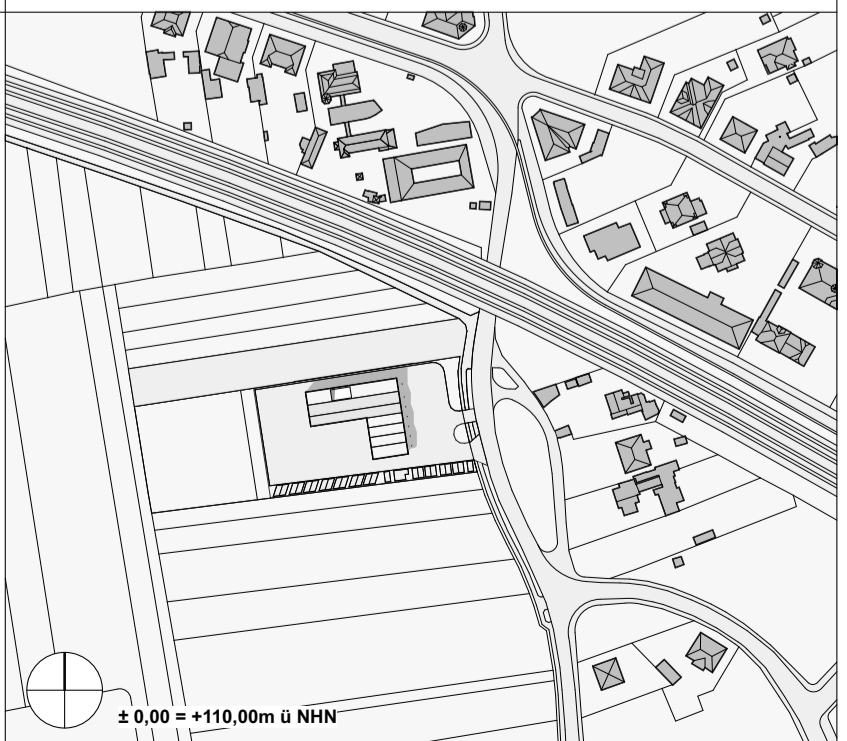 ± 0,00 = +110,00m ü NHN